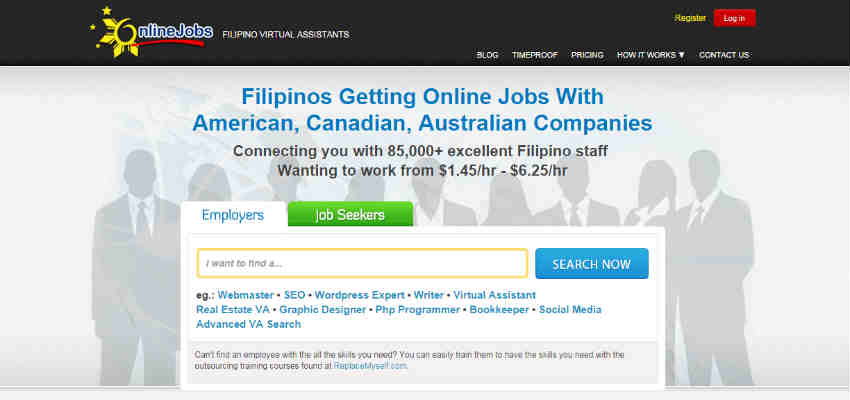 Register
Log in
OnlineJobs FILIPINO VIRTUAL ASSISTANTS
BLOG TIMEPROOF PRICING HOW IT WORKS ▼ CONTACT US
Filipinos Getting Online Jobs With
American, Canadian, Australian Companies
Connecting you with 85,000+ excellent Filipino staff
Wanting to work from $1.45/hr - $6.25/hr
Employers Job Seekers
I want to find a... SEARCH NOW
eg.: Webmaster • SEO • Wordpress Expert • Writer • Virtual Assistant
Real Estate VA • Graphic Designer • Php Programmer • Bookkeeper • Social Media
Advanced VA Search
Can't find an employee with the all the skills you need? You can easily train them to have the skills you need with the
outsourcing training courses found at ReplaceMyself.com.